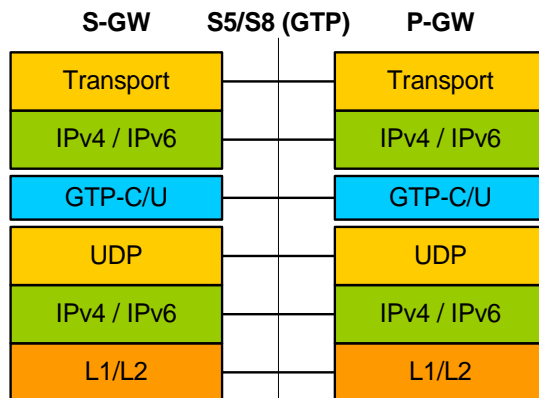 S-GW S5/S8 (GTP) P-GW
Transport Transport
IPv4 / IPv6 IPv4 / IPv6
GTP-C/U GTP-C/U
UDP UDP
IPv4 / IPv6 IPv4 / IPv6
L1/L2 L1/L2